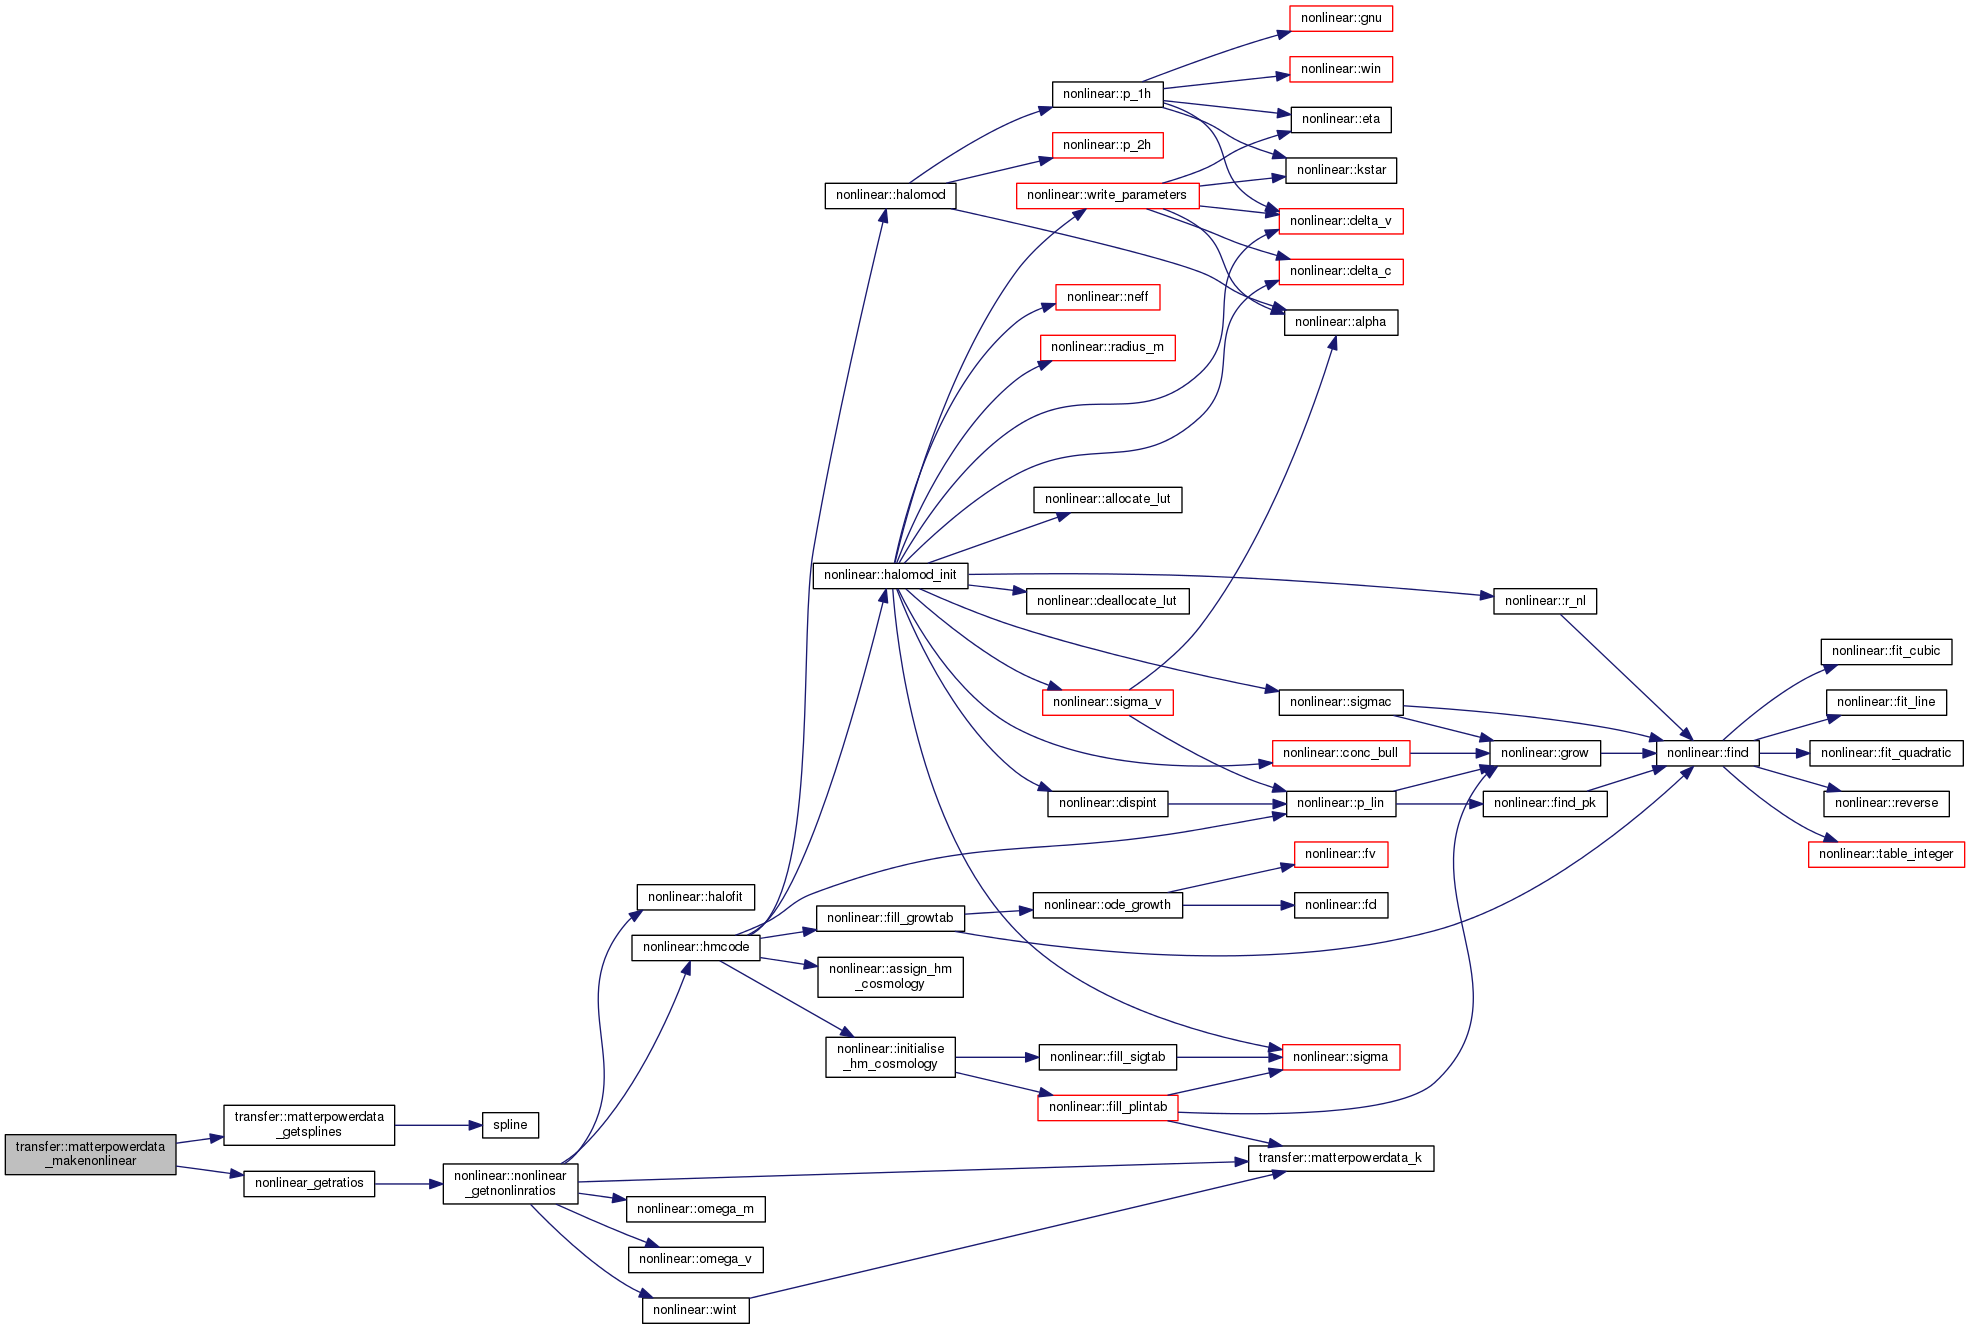 nonlinear::gnu
nonlinear::win
nonlinear::p_1h
nonlinear::eta
nonlinear::p_2h
nonlinear::kstar
nonlinear::halomod
nonlinear::write_parameters
nonlinear::delta_v
nonlinear::delta_c
nonlinear::neff
nonlinear::alpha
nonlinear::radius_m
nonlinear::allocate_lut
nonlinear::halomod_init
nonlinear::deallocate_lut
nonlinear::r_nl
nonlinear::fit_cubic
nonlinear::sigma_v
nonlinear::sigmac
nonlinear::fit_line
nonlinear::conc_bull
nonlinear::grow
nonlinear::find
nonlinear::fit_quadratic
nonlinear::dispint
nonlinear::p_lin
nonlinear::find_pk
nonlinear::reverse
nonlinear::fv
nonlinear::table_integer
nonlinear::halofit
nonlinear::ode_growth
nonlinear::fd
nonlinear::fill_growtab
nonlinear::hmcode
nonlinear::assign_hm
_cosmology
nonlinear::initialise
_hm_cosmology
nonlinear::fill_sigtab
nonlinear::sigma
nonlinear::fill_plintab
transfer::matterpowerdata
_getsplines
spline
transfer::matterpowerdata
_makenonlinear
transfer::matterpowerdata_k
nonlinear_getratios
nonlinear::nonlinear
_getnonlinratios
nonlinear::omega_m
nonlinear::omega_v
nonlinear::wint